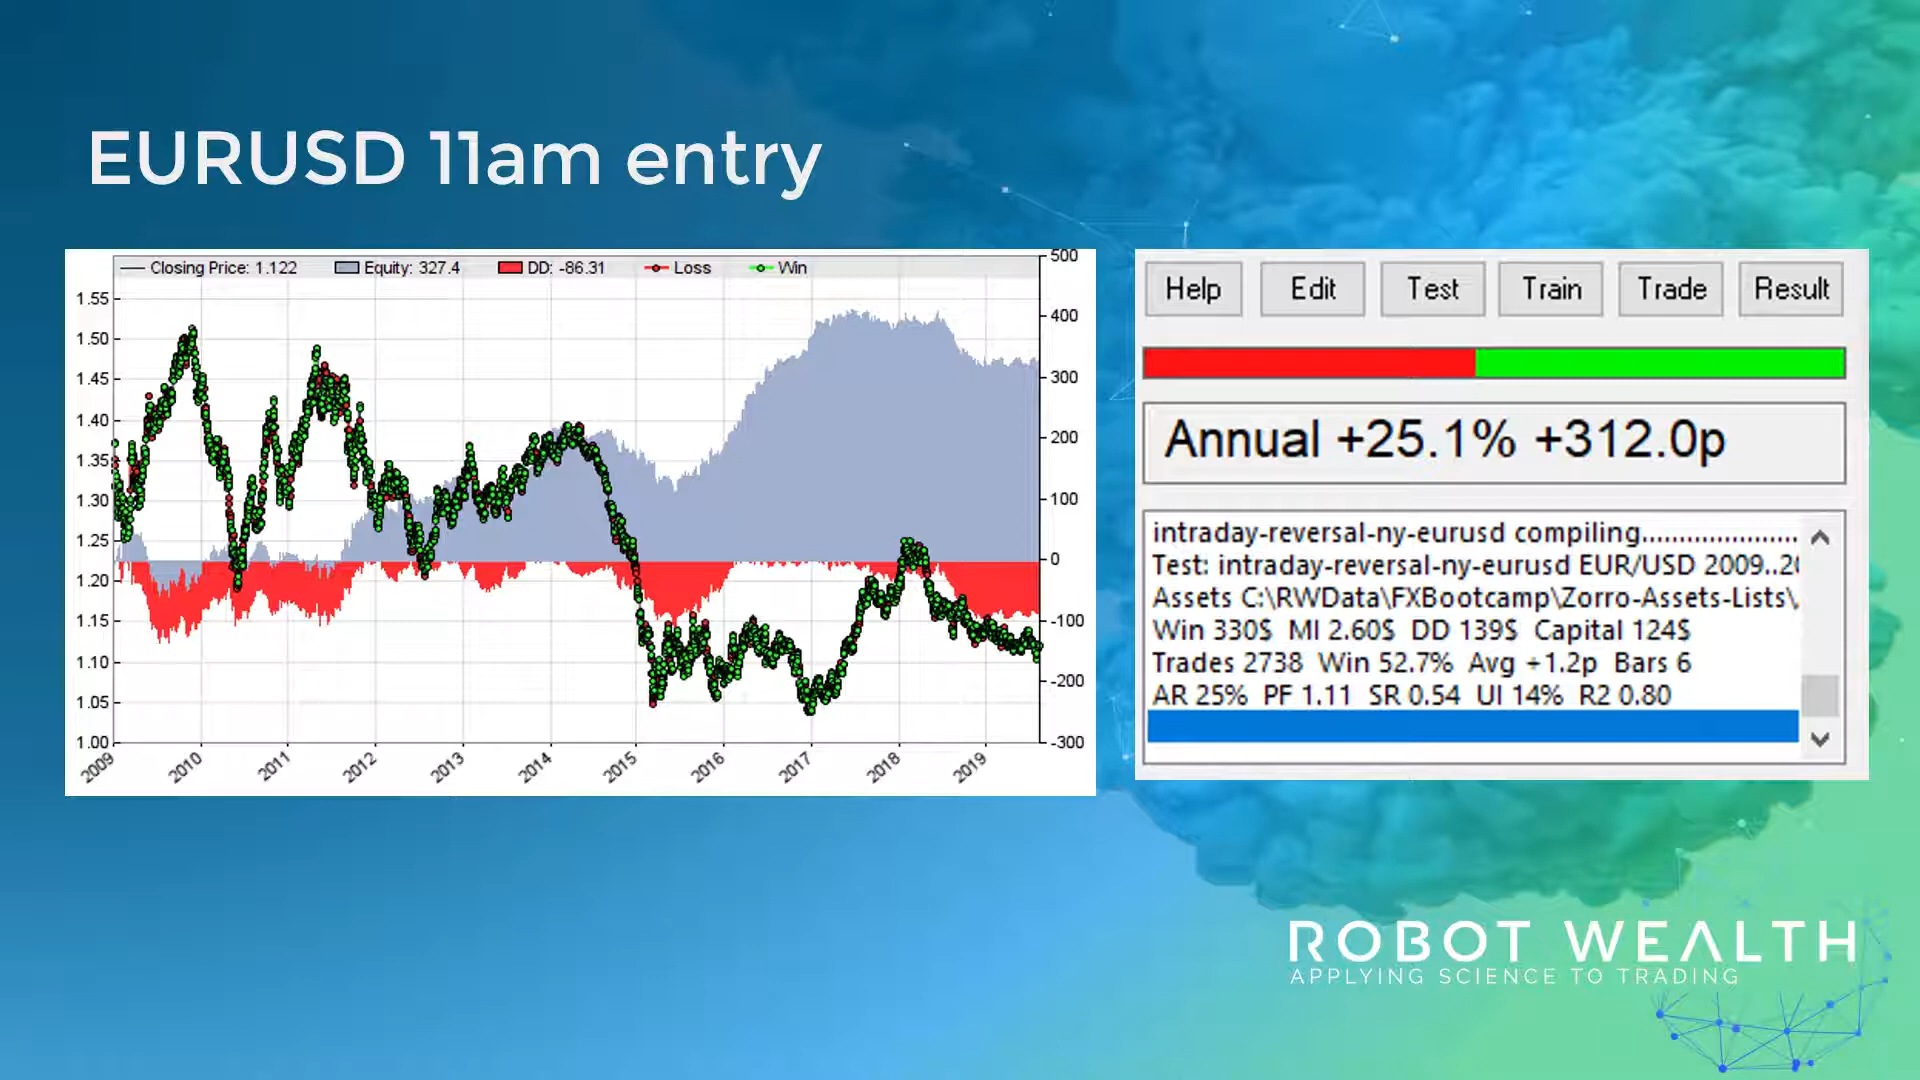 EURUSD 11am entry
Closing Price: 1.122 Equity: 327.4 DD: -86.31 Loss Win
500
1.55
400
1.50
1.45
300
1.40
200
1.35
1.30
100
1.25
0
1.20
1.15
-100
1.10
-200
1.05
1.00
-300
2009 2010 2011 2012 2013 2014 2015 2016 2017 2018 2019
Help Edit Test Train Trade Result
Annual +25.1% +312.0p
intraday-reversal-ny-eurusd compiling......................
Test: intraday-reversal-ny-eurusd EUR/USD 2009..20
Assets C:\RWData\FXBootcamp\Zorro-Assets-Lists\
Win 330$ MI 2.60$ DD 139$ Capital 124$
Trades 2738 Win 52.7% Avg +1.2p Bars 6
AR 25% PF 1.11 SR 0.54 UI 14% R2 0.80
ROBOT WEALTH
APPLYING SCIENCE TO TRADING